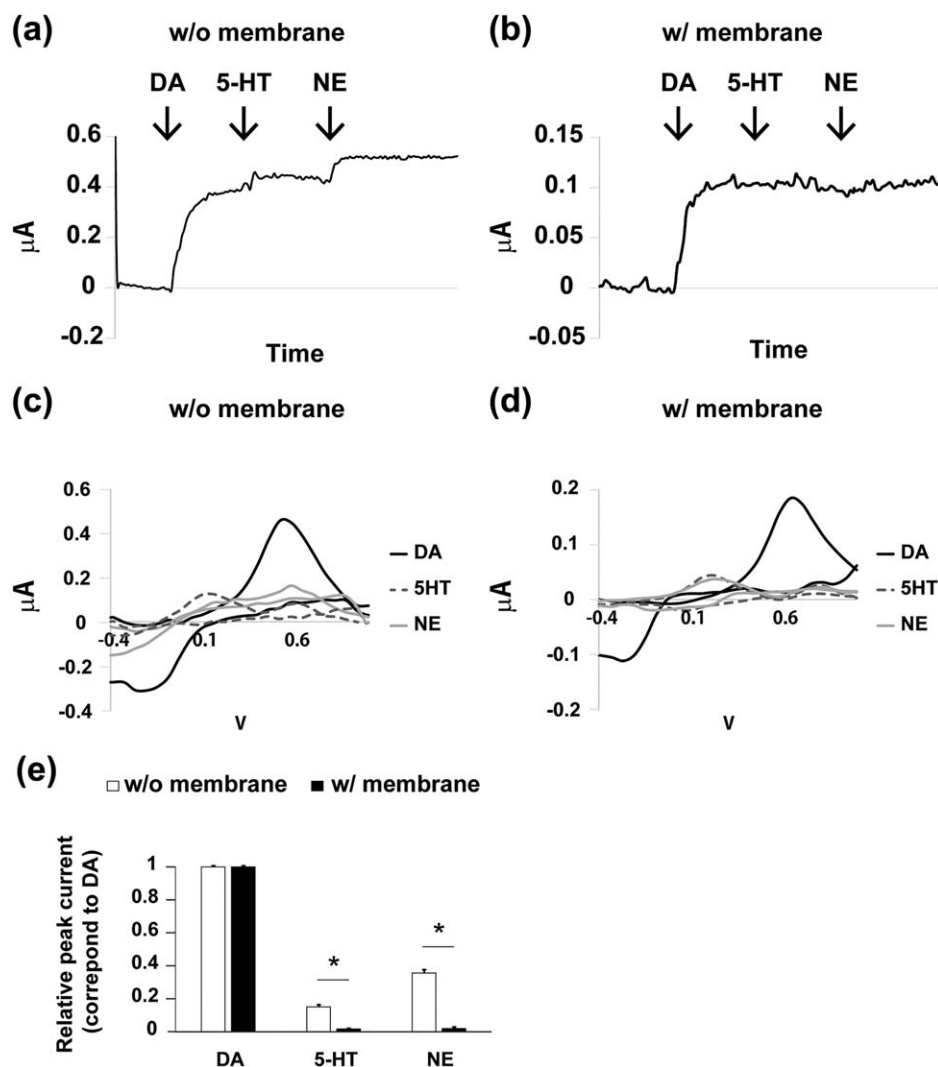 (a)
w/o membrane
DA 5-HT NE
0.6
0.4
0.2
0
-0.2
µA
Time
(b)
w/ membrane
DA 5-HT NE
0.15
0.1
0.05
0
-0.05
µA
Time
(c)
w/o membrane
0.6
0.4
0.2
0
-0.2
-0.4
µA
-0.4 0.1 0.6
V
DA
5HT
NE
(d)
w/ membrane
0.2
0.1
0
-0.1
-0.2
µA
-0.4 0.1 0.6
V
DA
5HT
NE
(e)
w/o membrane w/ membrane
Relative peak current
(correpond to DA)
1
0.8
0.6
0.4
0.2
0
* *
DA 5-HT NE